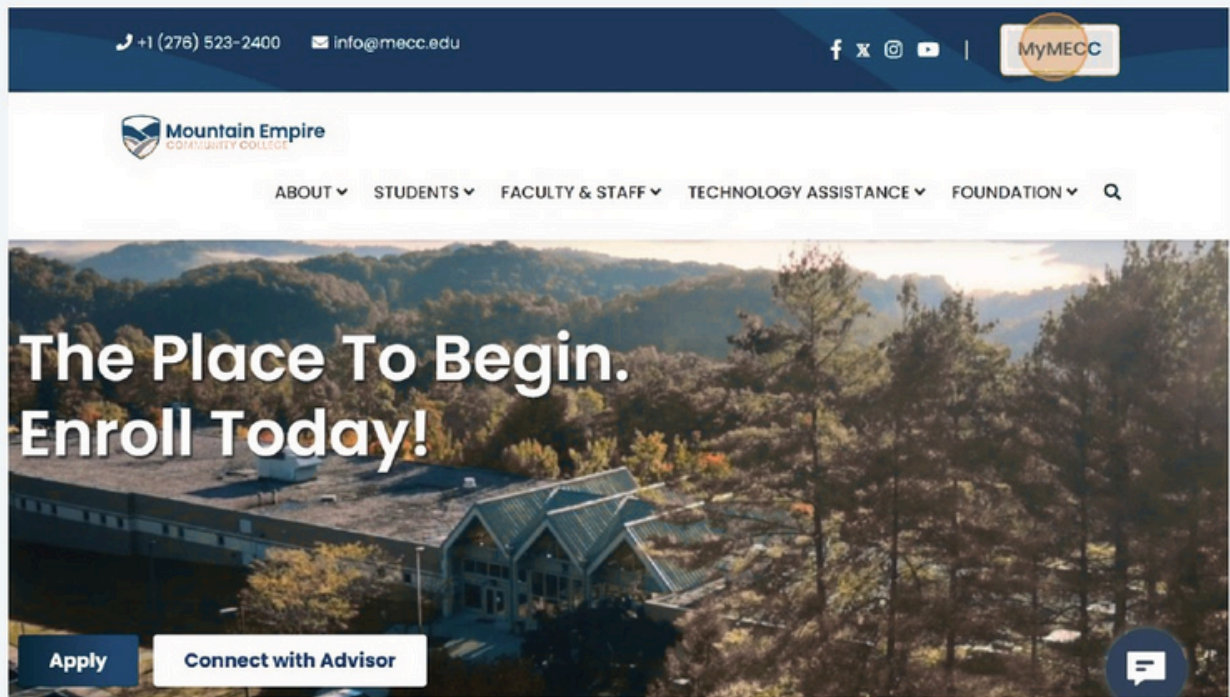 +1 (276) 523-2400 info@mecc.edu MyMECC
Mountain Empire
COMMUNITY COLLEGE
ABOUT STUDENTS FACULTY & STAFF TECHNOLOGY ASSISTANCE FOUNDATION
The Place To Begin.
Enroll Today!
Apply Connect with Advisor